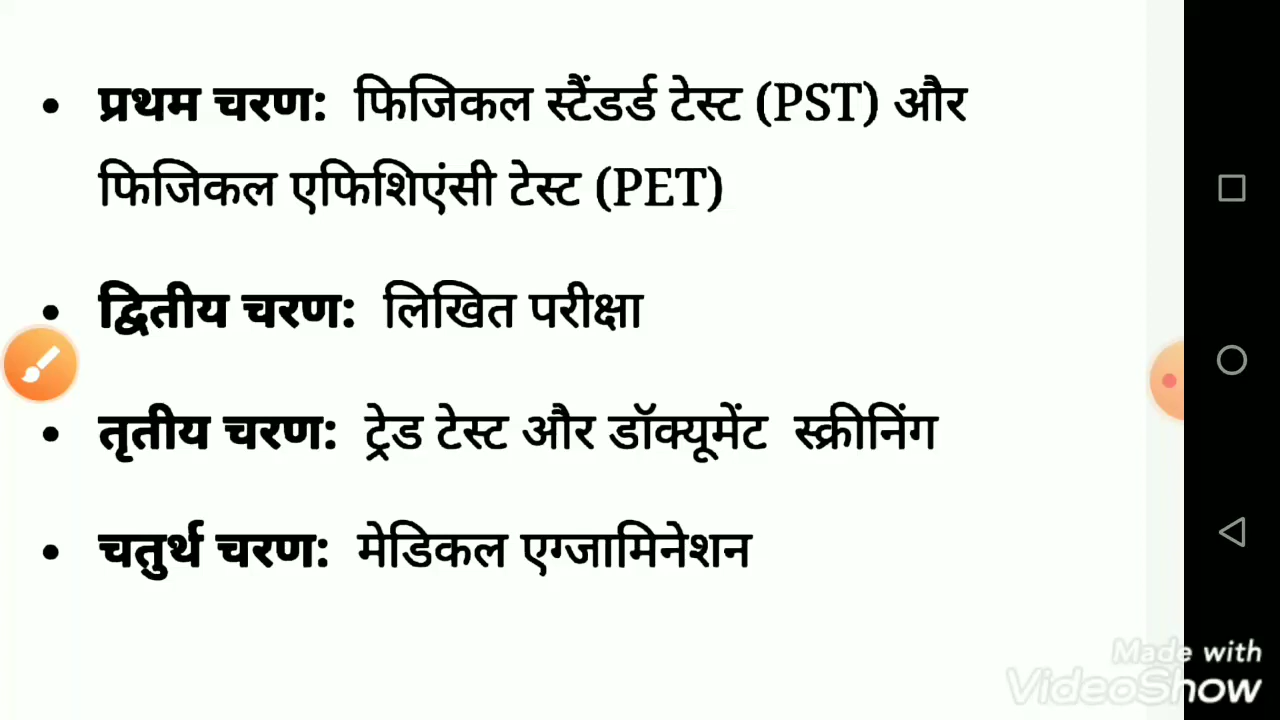 • प्रथम चरण: फिजिकल स्टैंडर्ड टेस्ट (PST) और
फिजिकल एफिशिएंसी टेस्ट (PET)
• द्वितीय चरण: लिखित परीक्षा
• तृतीय चरण: ट्रेड टेस्ट और डॉक्यूमेंट स्क्रीनिंग
• चतुर्थ चरण: मेडिकल एग्जामिनेशन
Made with
VideoShow